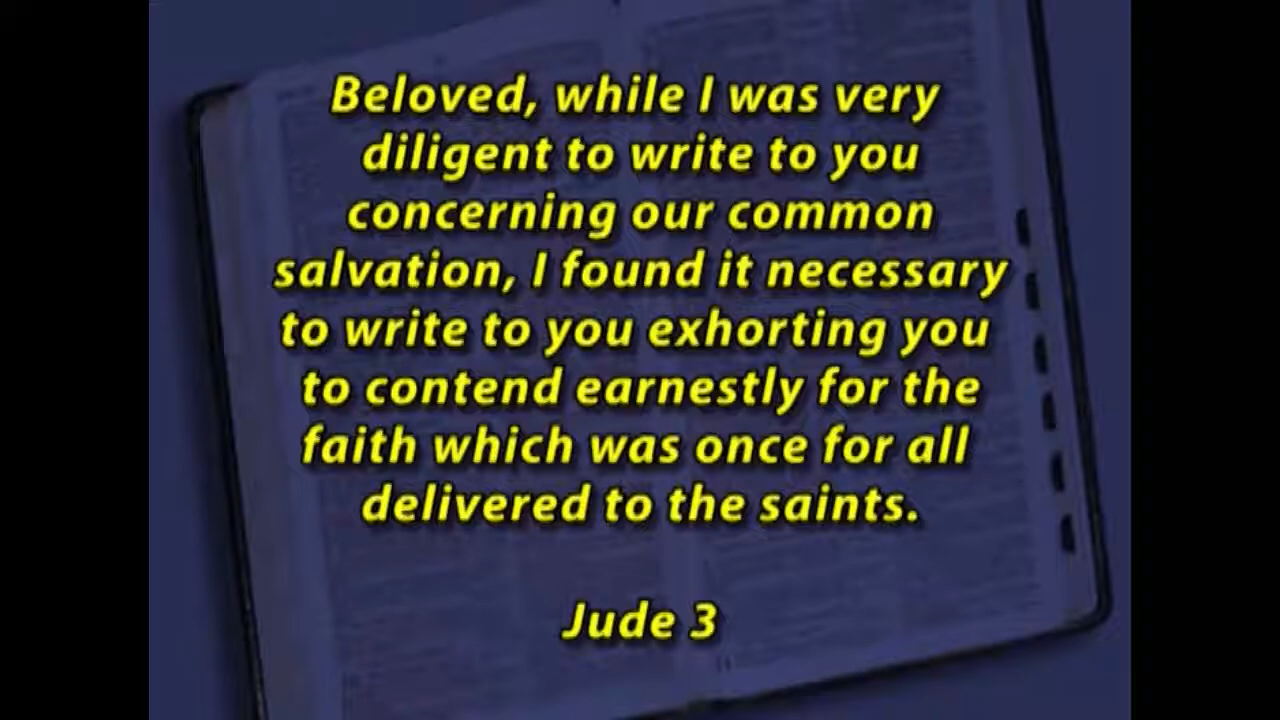 Beloved, while I was very
diligent to write to you
concerning our common
salvation, I found it necessary
to write to you exhorting you
to contend earnestly for the
faith which was once for all
delivered to the saints.
Jude 3